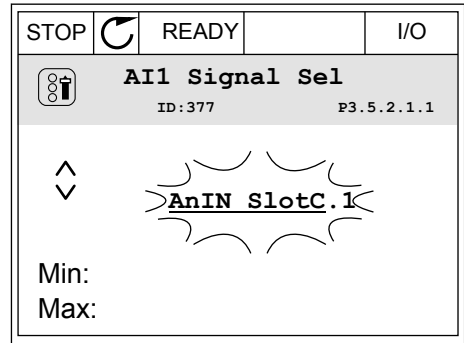 STOP READY I/O
AI1 Signal Sel
ID:377 P3.5.2.1.1
AnIN SlotC.1
Min:
Max: